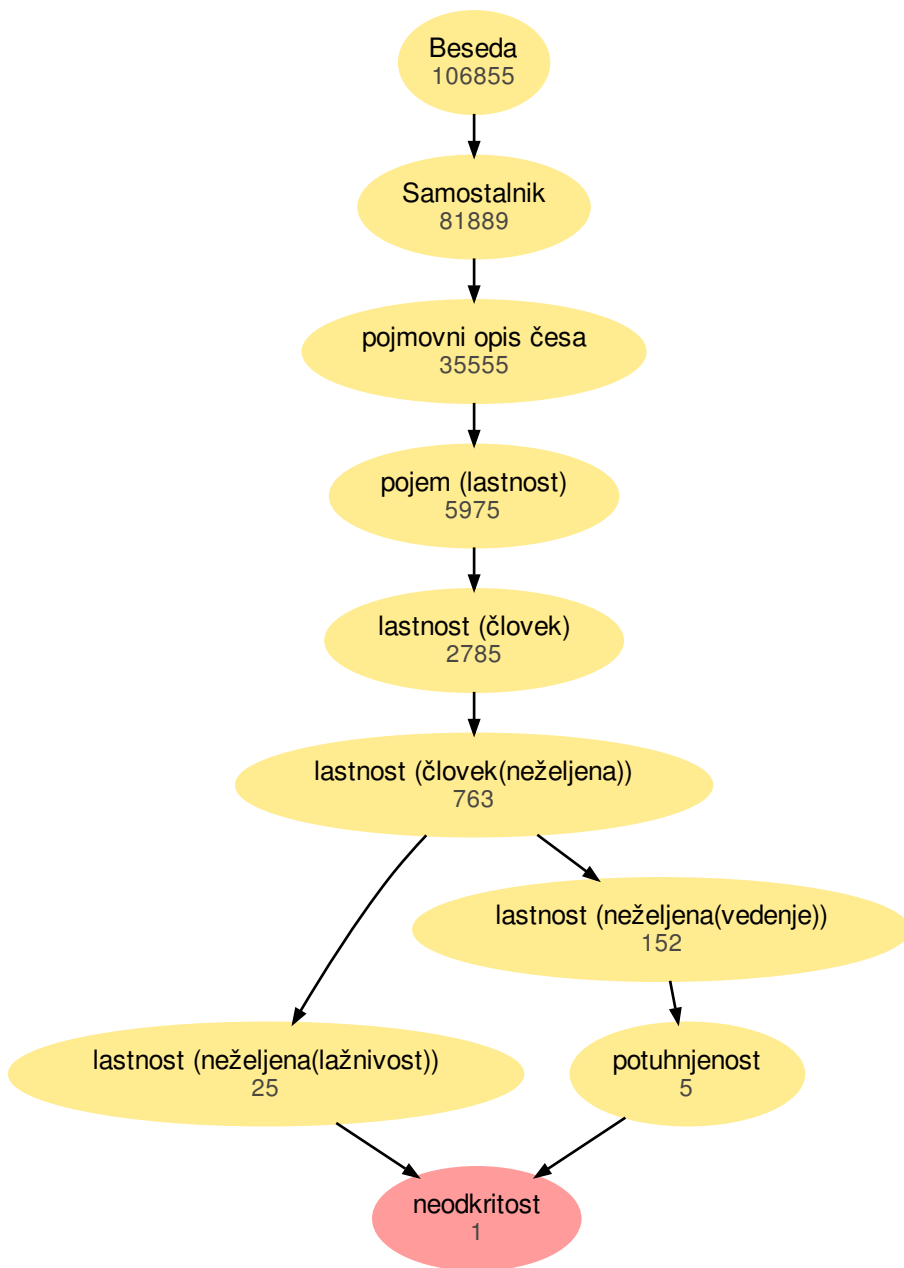 Beseda
106855
Samostalnik
81889
pojmovni opis česa
35555
pojem (lastnost)
5975
lastnost (človek)
2785
lastnost (človek(neželjena))
763
lastnost (neželjena(vedenje))
152
lastnost (neželjena(lažnivost))
25
potuhnjenost
5
neodkritost
1